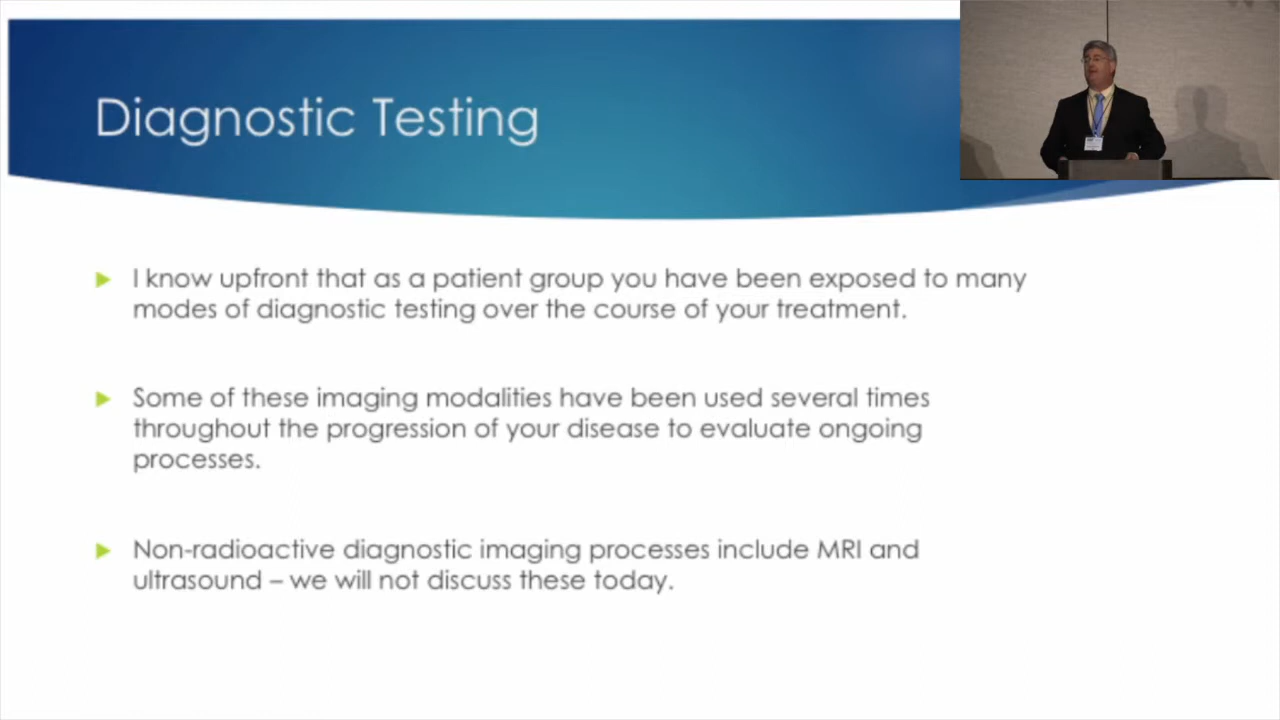 Diagnostic Testing
I know upfront that as a patient group you have been exposed to many
modes of diagnostic testing over the course of your treatment.
Some of these imaging modalities have been used several times
throughout the progression of your disease to evaluate ongoing
processes.
Non-radioactive diagnostic imaging processes include MRI and
ultrasound – we will not discuss these today.